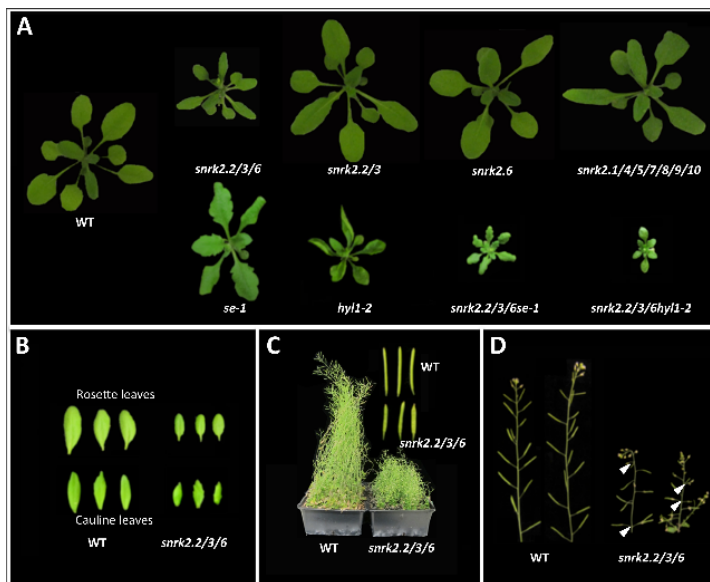 A
WT
snrk2.2/3/6
snrk2.2/3
snrk2.6
snrk2.1/4/5/7/8/9/10
se-1
hyl1-2
snrk2.2/3/6se-1
snrk2.2/3/6hyl1-2
B
Rosette leaves
Cauline leaves
WT
snrk2.2/3/6
C
WT
snrk2.2/3/6
WT
snrk2.2/3/6
D
WT
snrk2.2/3/6